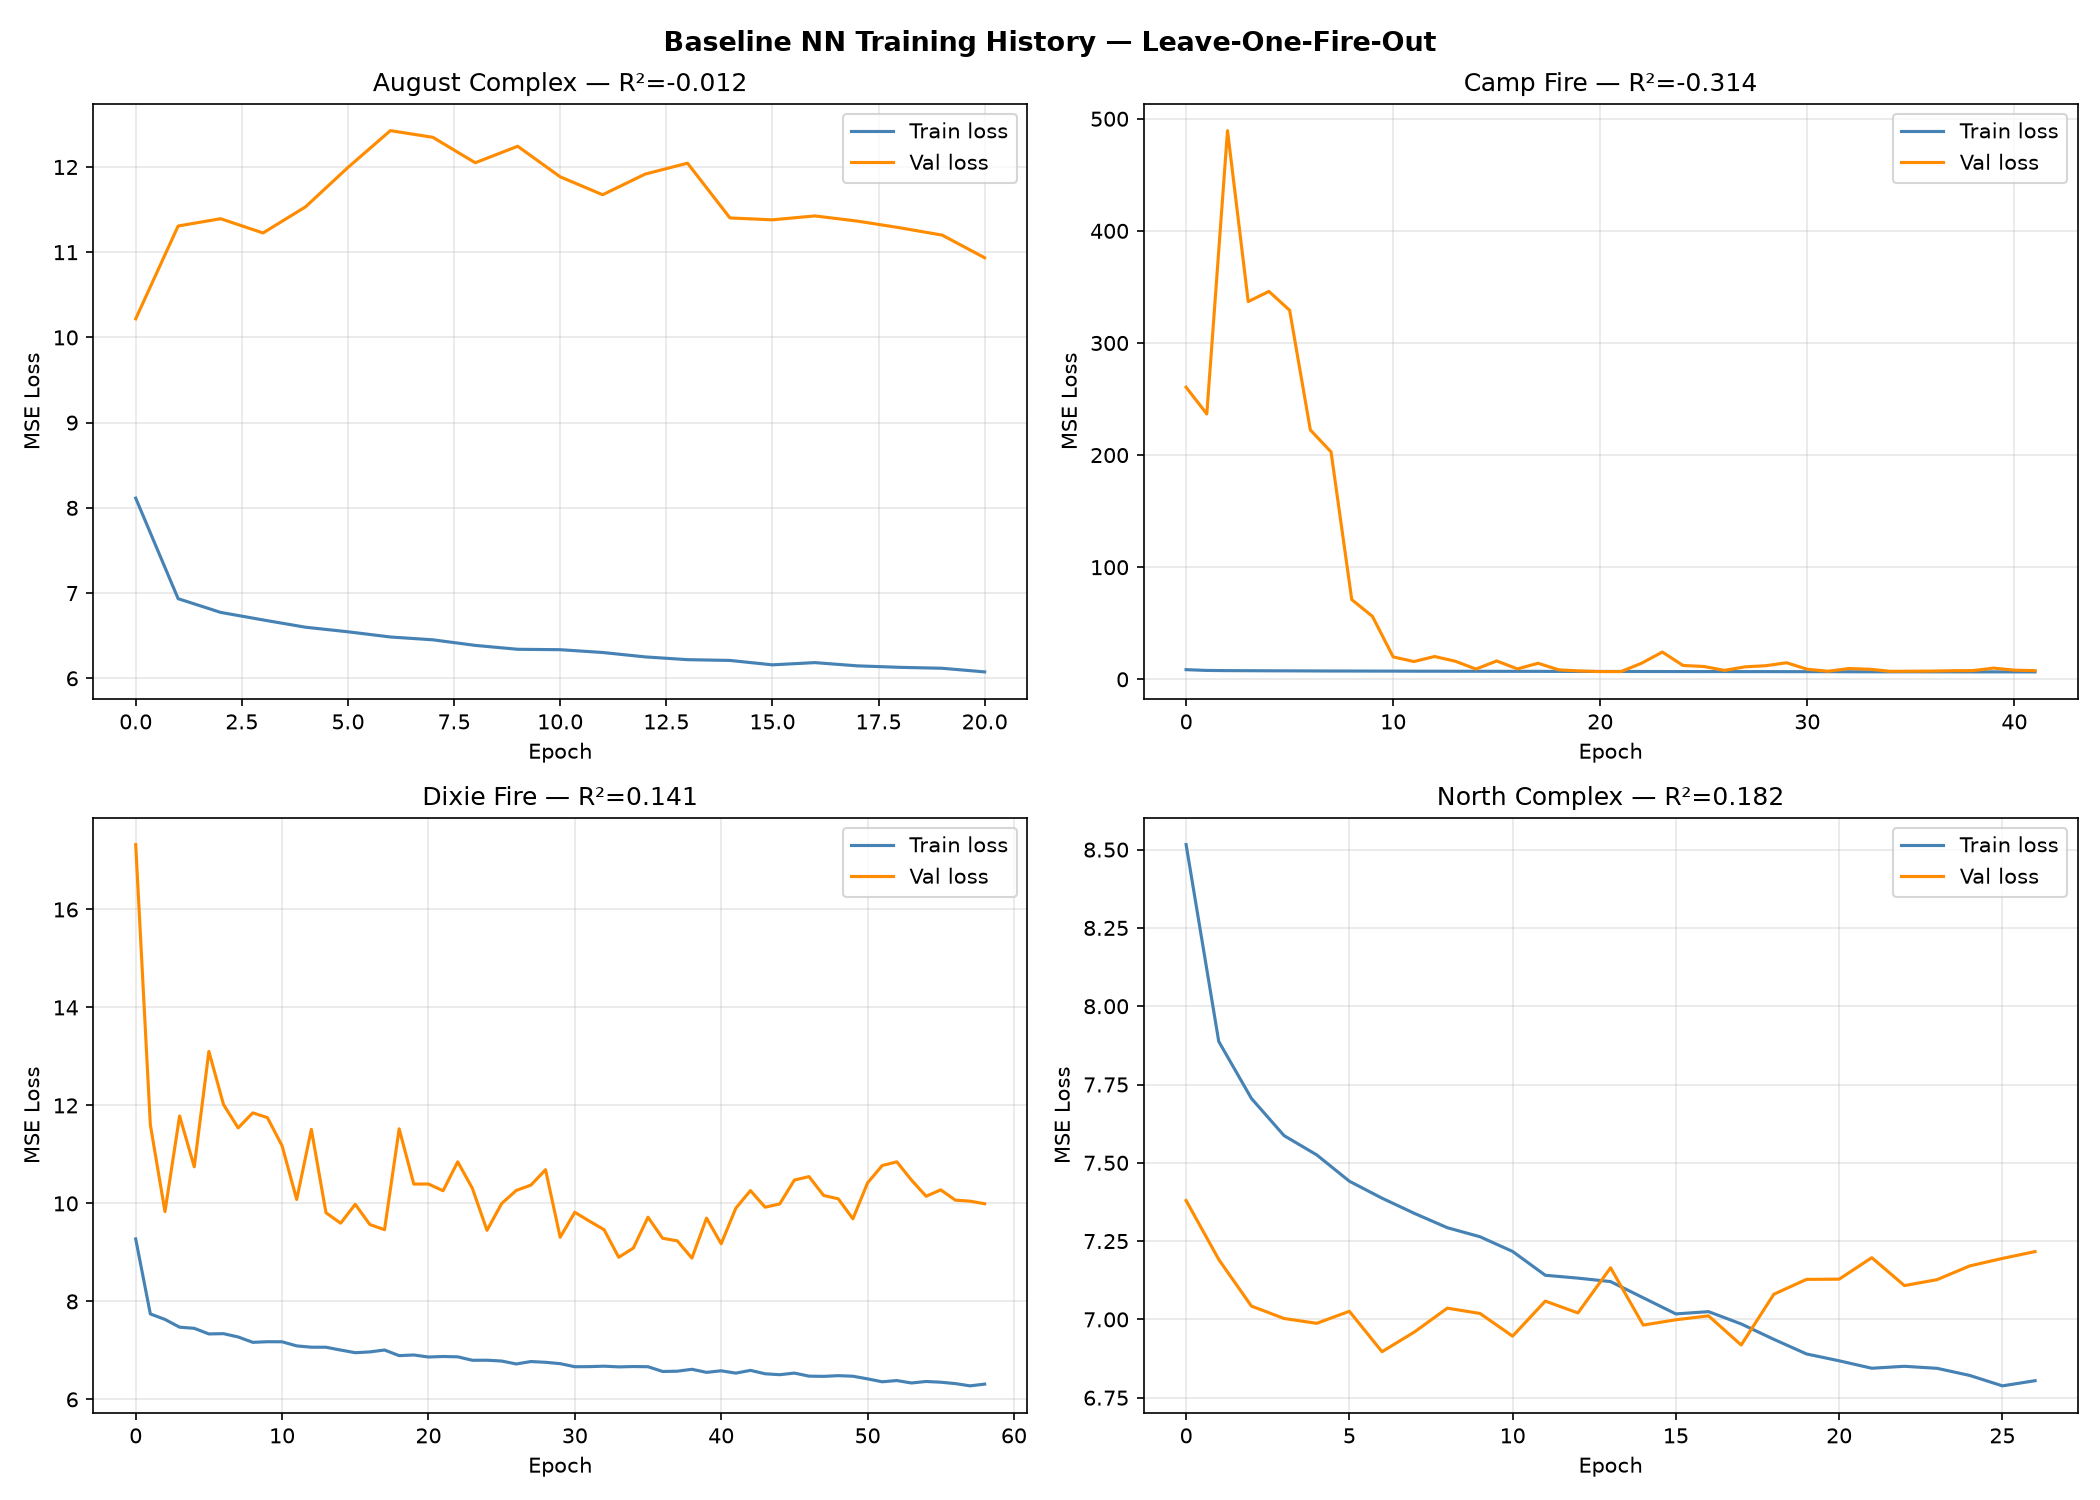 Baseline NN Training History — Leave-One-Fire-Out
August Complex — R²=-0.012
MSE Loss
12
11
10
9
8
7
6
Train loss
Val loss
0.0 2.5 5.0 7.5 10.0 12.5 15.0 17.5 20.0
Epoch
Camp Fire — R²=-0.314
MSE Loss
500
400
300
200
100
0
Train loss
Val loss
0 10 20 30 40
Epoch
Dixie Fire — R²=0.141
MSE Loss
16
14
12
10
8
6
Train loss
Val loss
0 10 20 30 40 50 60
Epoch
North Complex — R²=0.182
MSE Loss
8.50
8.25
8.00
7.75
7.50
7.25
7.00
6.75
Train loss
Val loss
0 5 10 15 20 25
Epoch